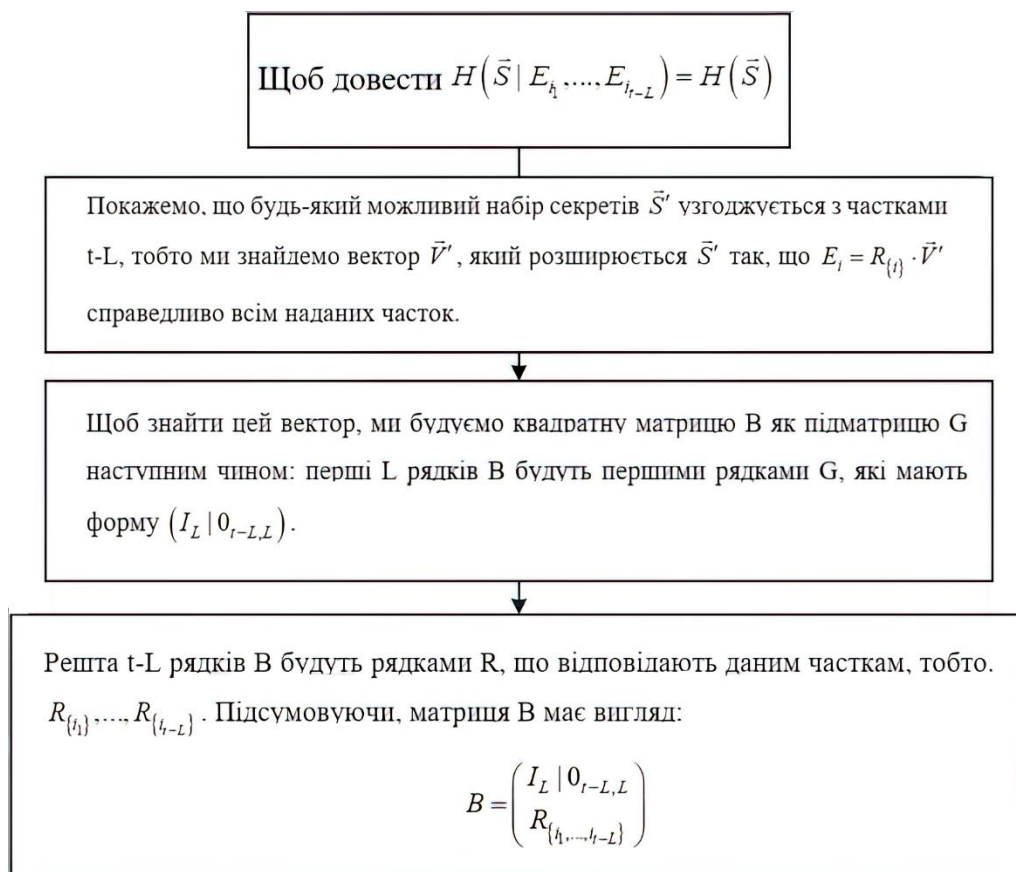 Щоб довести H(S⃗ | E_{i_1},...,E_{i_{t-L}}) = H(S⃗)
Покажемо, що будь-який можливий набір секретів S⃗′ узгоджується з частками
t-L, тобто ми знайдемо вектор V⃗′, який розширюється S⃗′ так, що E_i = R_{{i}} · V⃗′
справедливо всім наданих часток.
Щоб знайти цей вектор, ми будуємо квадратну матрицю B як підматрицю G
наступним чином: перші L рядків B будуть першими рядками G, які мають
форму (I_L | 0_{t-L,L}).
Решта t-L рядків B будуть рядками R, що відповідають даним часткам, тобто.
R_{{i_1}},...,R_{{i_{t-L}}}. Підсумовуючи, матриця B має вигляд:
B = (I_L | 0_{t-L,L}
R_{{i_1,...,i_{t-L}}})